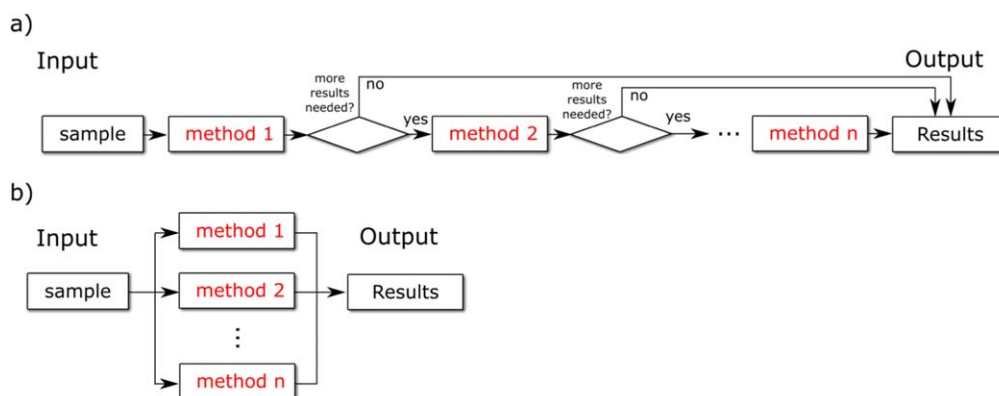 a)
Input
Output
more
results
needed?
no
more
results
needed?
no
sample
method 1
yes
method 2
yes
...
method n
Results
b)
Input
Output
method 1
sample
method 2
Results
⋮
method n